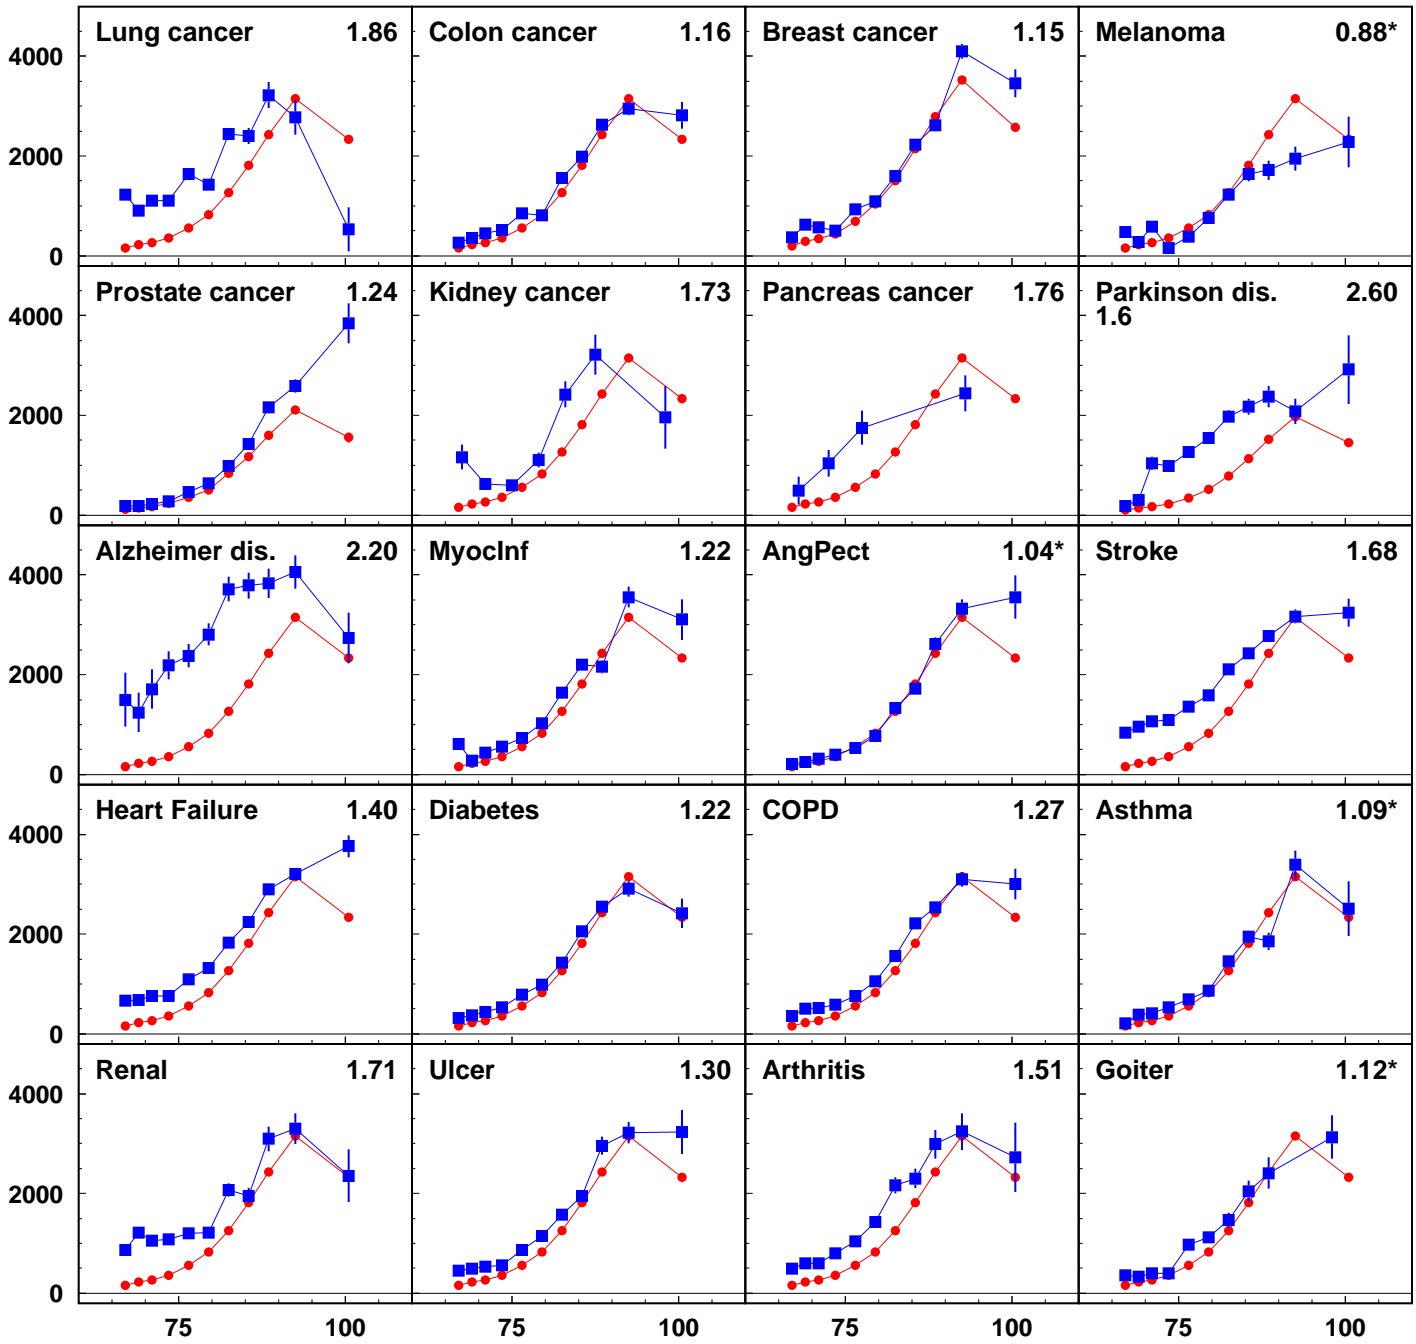 Lung cancer 1.86 Colon cancer 1.16 Breast cancer 1.15 Melanoma 0.88*
4000
2000
0
Prostate cancer 1.24 Kidney cancer 1.73 Pancreas cancer 1.76 Parkinson dis. 2.60
4000 1.6
2000
0
Alzheimer dis. 2.20 MyocInf 1.22 AngPect 1.04* Stroke 1.68
4000
2000
0
Heart Failure 1.40 Diabetes 1.22 COPD 1.27 Asthma 1.09*
4000
2000
0
Renal 1.71 Ulcer 1.30 Arthritis 1.51 Goiter 1.12*
4000
2000
0
75 100 75 100 75 100 75 100